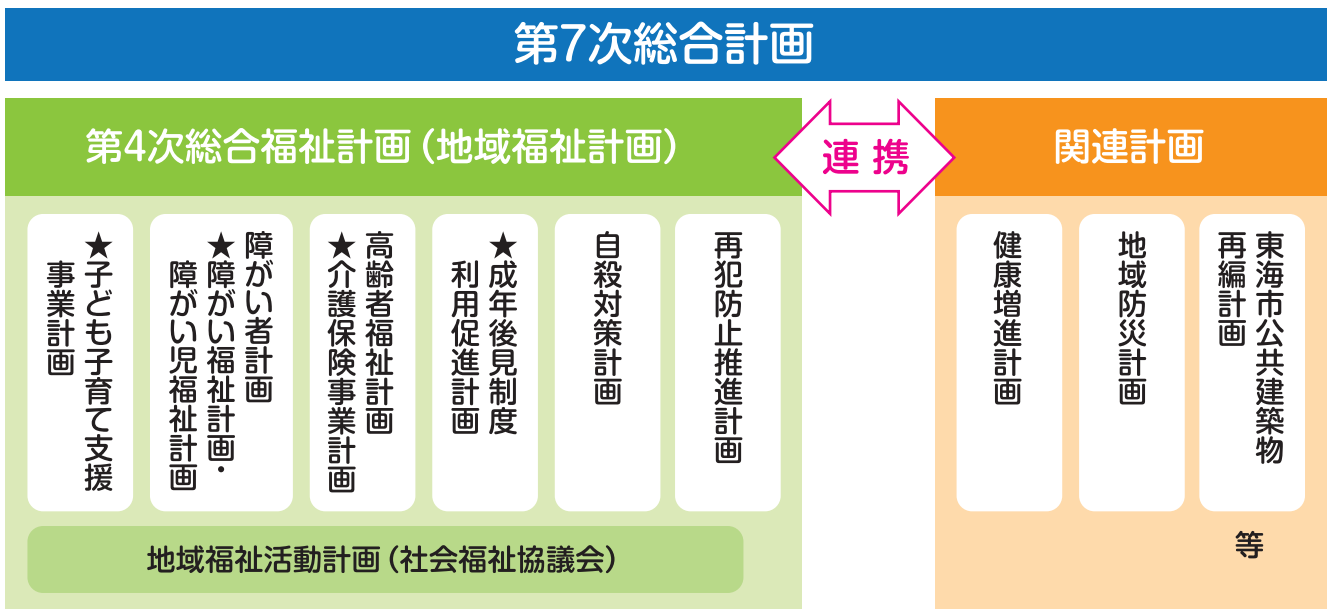 第7次総合計画
第4次総合福祉計画（地域福祉計画）
連携
関連計画
★子ども子育て支援
事業計画
障がい者計画
★障がい福祉計画・
障がい児福祉計画
高齢者福祉計画
★介護保険事業計画
★成年後見制度
利用促進計画
自殺対策計画
再犯防止推進計画
健康増進計画
地域防災計画
東海市公共建築物
再編計画
等
地域福祉活動計画（社会福祉協議会）